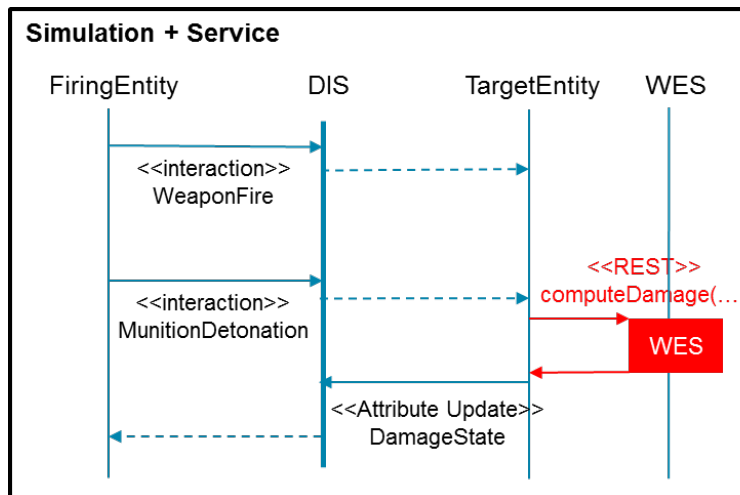 Simulation + Service
FiringEntity DIS TargetEntity WES
<<interaction>>
WeaponFire
<<REST>>
computeDamage(…
<<interaction>>
MunitionDetonation
WES
<<Attribute Update>>
DamageState